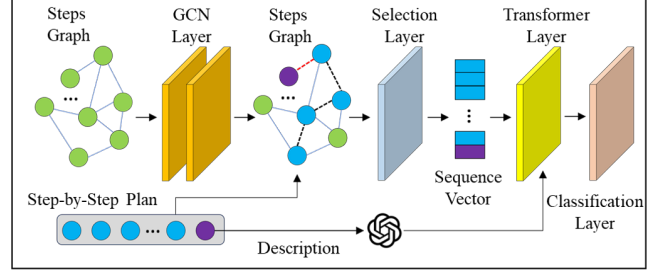 Steps
Graph
GCN
Layer
Steps
Graph
Selection
Layer
Transformer
Layer
...
...
⋮
Step-by-Step Plan
Sequence
Vector
Classification
Layer
...
Description